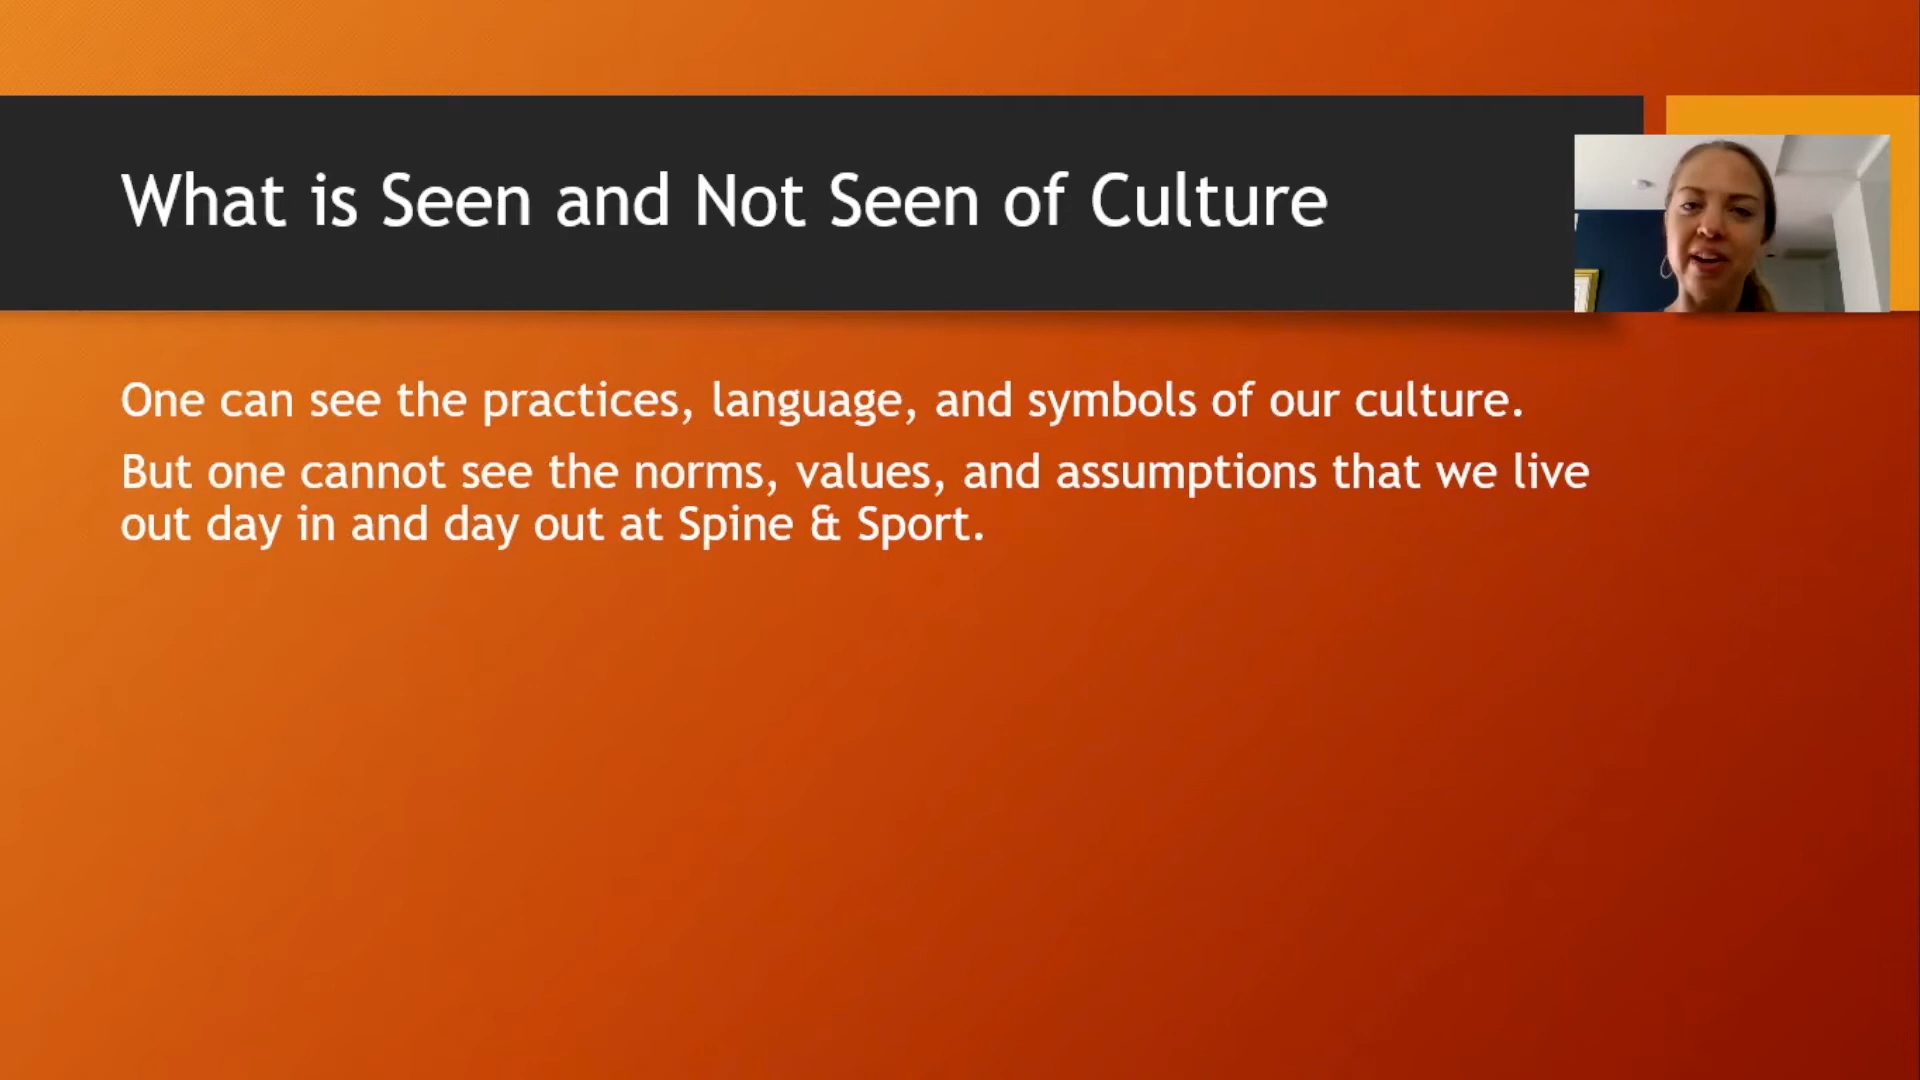 What is Seen and Not Seen of Culture
One can see the practices, language, and symbols of our culture.
But one cannot see the norms, values, and assumptions that we live
out day in and day out at Spine & Sport.